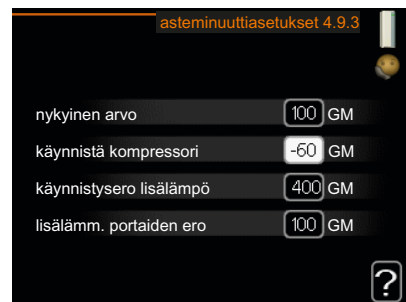 asteminuuttiasetukset 4.9.3
nykyinen arvo 100 GM
käynnistä kompressori -60 GM
käynnistysero lisälämpö 400 GM
lisälämm. portaiden ero 100 GM
?